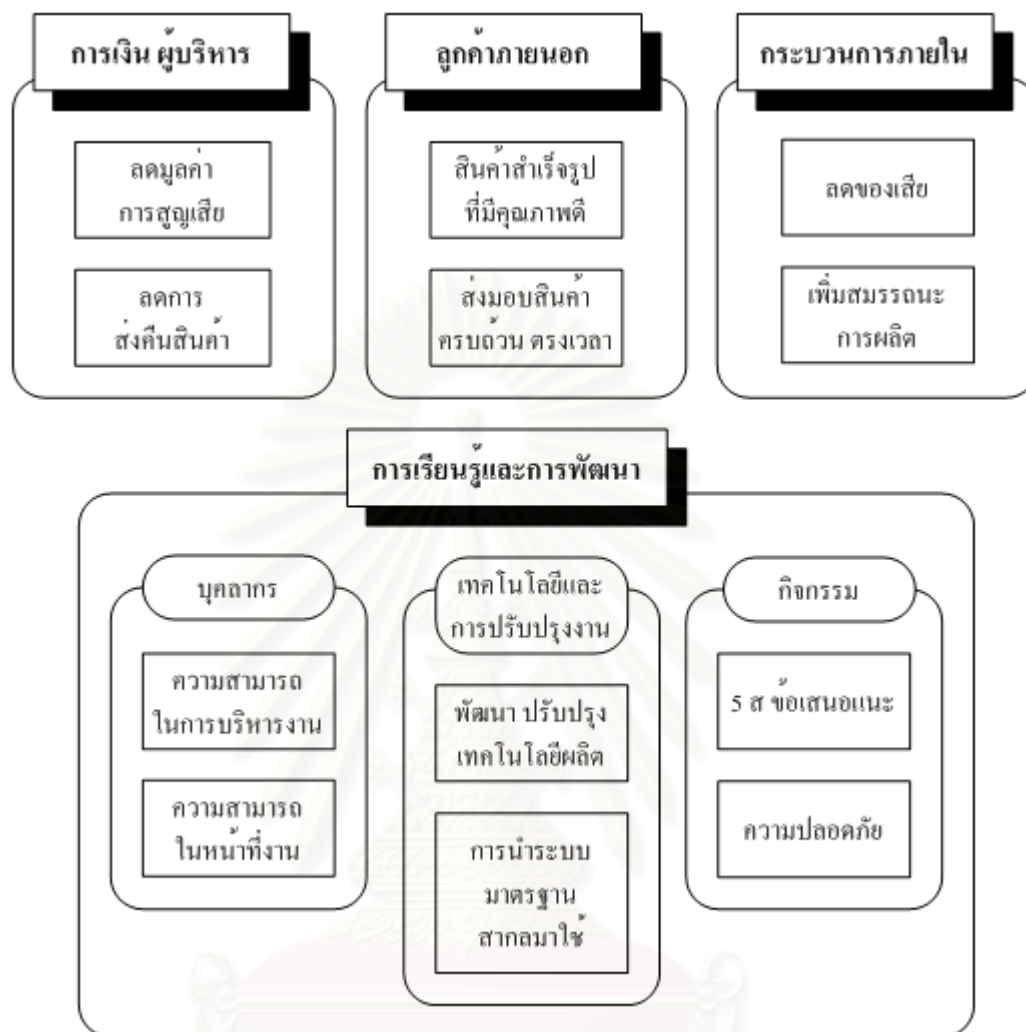 การเงิน ผู้บริหาร
ลดมูลค่า
การสูญเสีย
ลดการ
ส่งคืนสินค้า
ลูกค้าภายนอก
สินค้าสำเร็จรูป
ที่มีคุณภาพดี
ส่งมอบสินค้า
ครบถ้วน ตรงเวลา
กระบวนการภายใน
ลดของเสีย
เพิ่มสมรรถนะ
การผลิต
การเรียนรู้และการพัฒนา
บุคลากร
ความสามารถ
ในการบริหารงาน
ความสามารถ
ในหน้าที่งาน
เทคโนโลยีและ
การปรับปรุงงาน
พัฒนา ปรับปรุง
เทคโนโลยีผลิต
การนำระบบ
มาตรฐาน
สากลมาใช้
กิจกรรม
5 ส ข้อเสนอแนะ
ความปลอดภัย